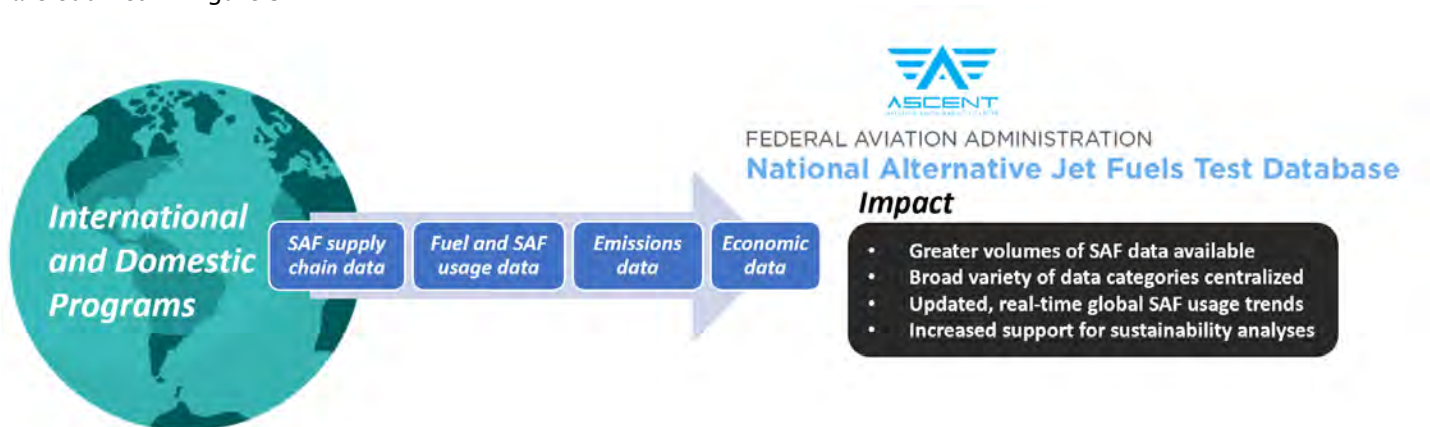 ASCENT
FEDERAL AVIATION ADMINISTRATION
National Alternative Jet Fuels Test Database
International
and Domestic
Programs
SAF supply
chain data
Fuel and SAF
usage data
Emissions
data
Economic
data
Impact
• Greater volumes of SAF data available
• Broad variety of data categories centralized
• Updated, real-time global SAF usage trends
• Increased support for sustainability analyses